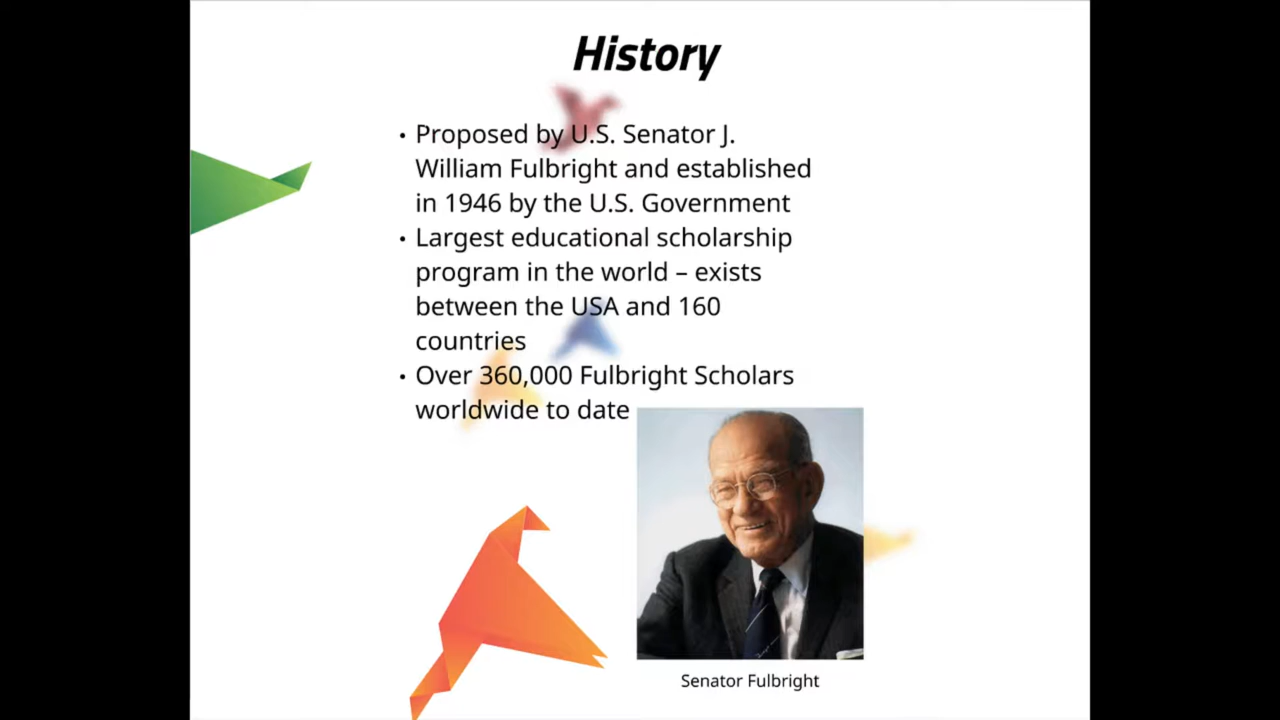 History
• Proposed by U.S. Senator J.
William Fulbright and established
in 1946 by the U.S. Government
• Largest educational scholarship
program in the world – exists
between the USA and 160
countries
• Over 360,000 Fulbright Scholars
worldwide to date
Senator Fulbright